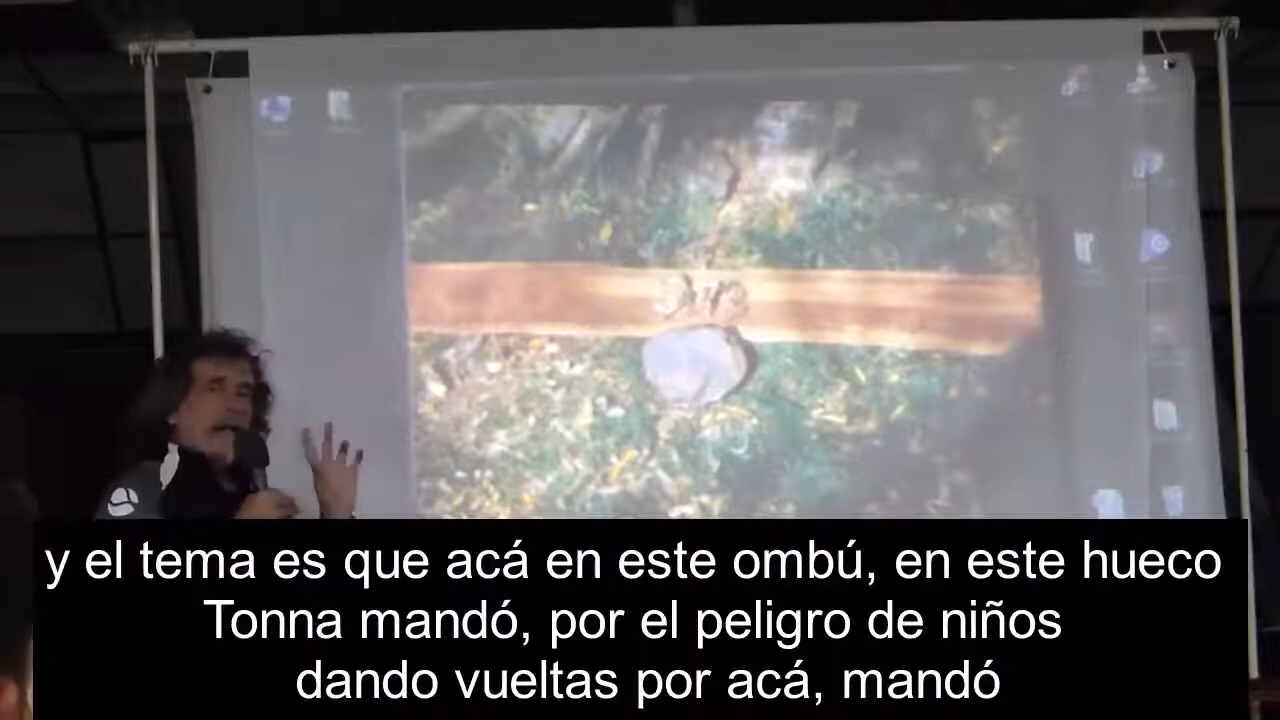 y el tema es que acá en este ombú, en este hueco
Tonna mandó, por el peligro de niños
dando vueltas por acá, mandó